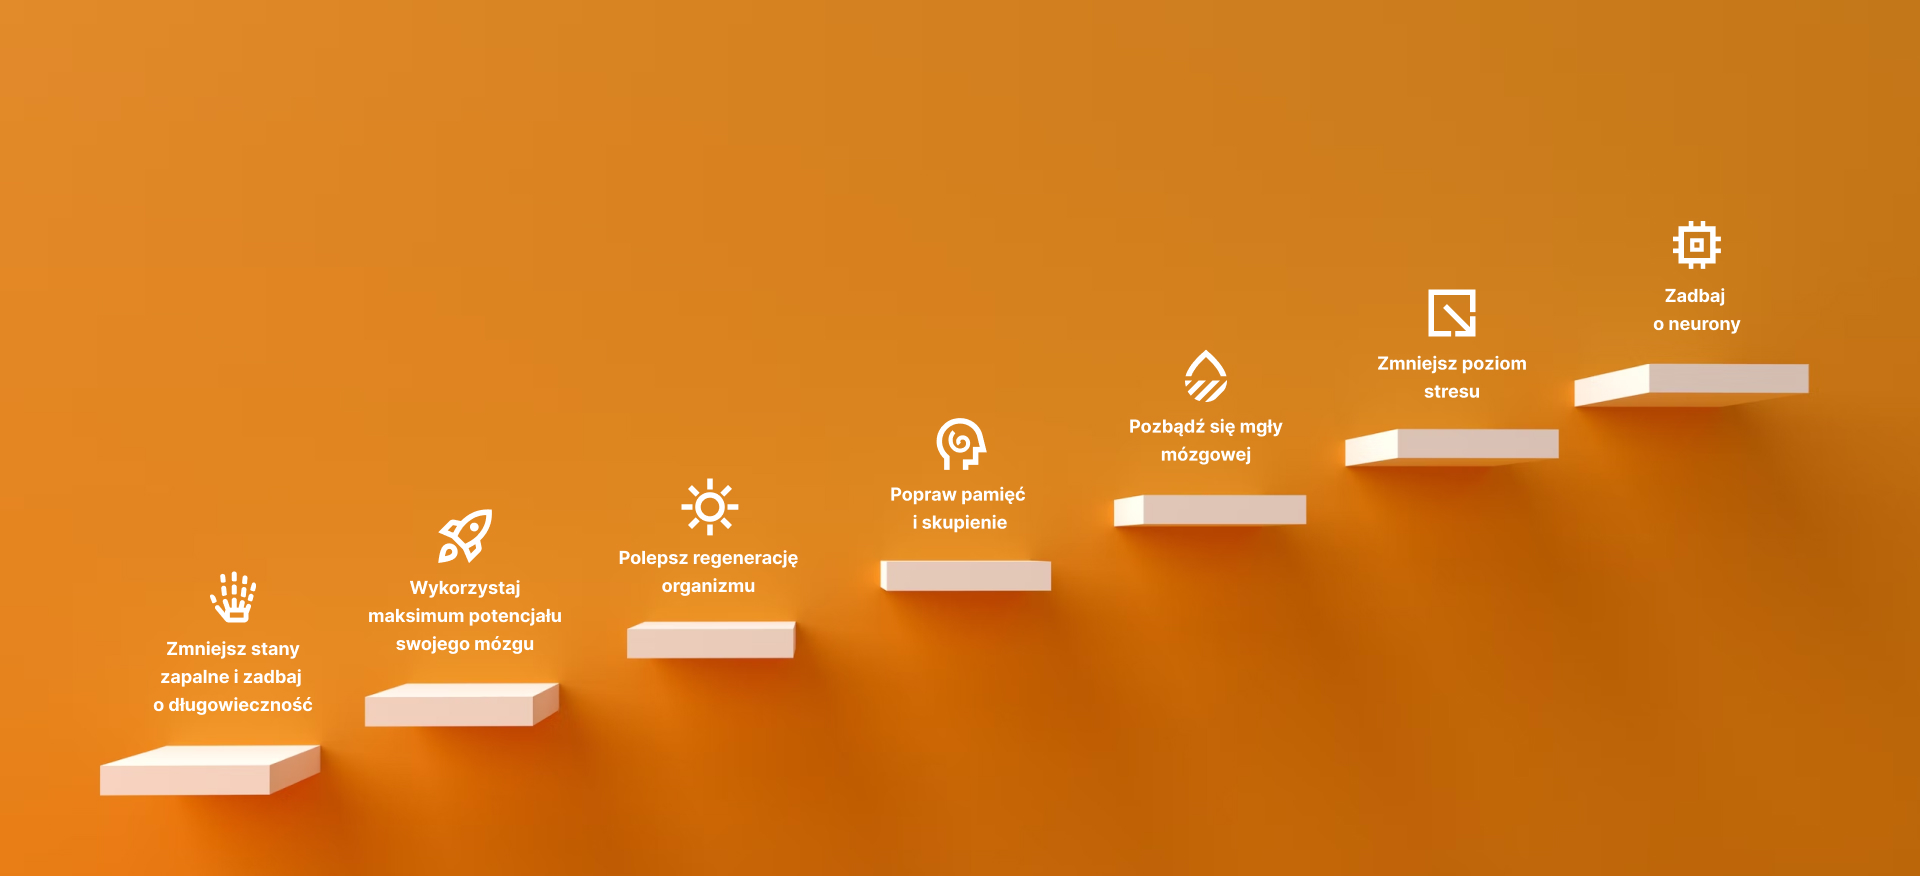 Zmniejsz stany
zapalne i zadbaj
o długowieczność
Wykorzystaj
maksimum potencjału
swojego mózgu
Polepsz regenerację
organizmu
Popraw pamięć
i skupienie
Pozbądź się mgły
mózgowej
Zmniejsz poziom
stresu
Zadbaj
o neurony